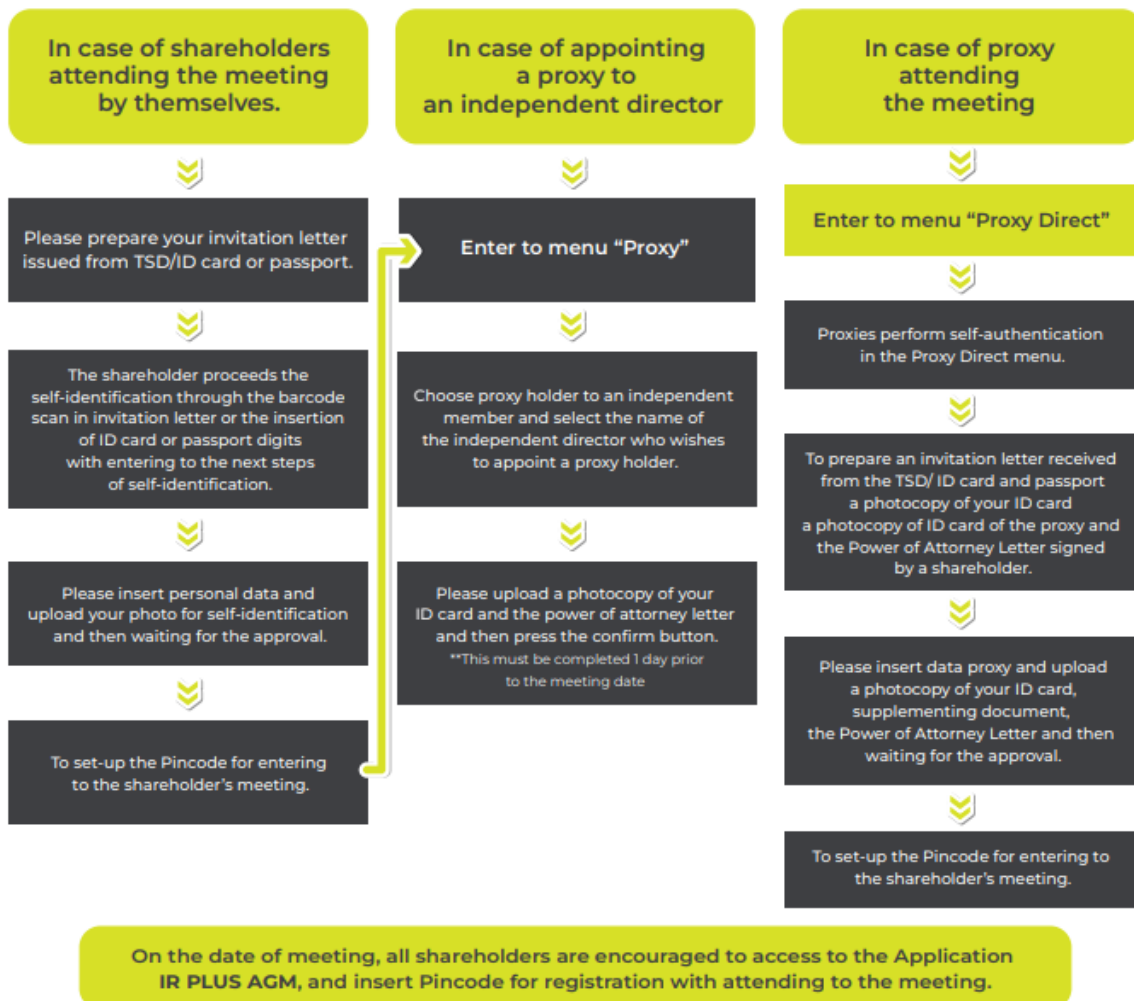 In case of shareholders
attending the meeting
by themselves.
Please prepare your invitation letter
issued from TSD/ID card or passport.
The shareholder proceeds the
self-identification through the barcode
scan in invitation letter or the insertion
of ID card or passport digits
with entering to the next steps
of self-identification.
Please insert personal data and
upload your photo for self-identification
and then waiting for the approval.
To set-up the Pincode for entering
to the shareholder's meeting.
In case of appointing
a proxy to
an independent director
Enter to menu “Proxy”
Choose proxy holder to an independent
member and select the name of
the independent director who wishes
to appoint a proxy holder.
Please upload a photocopy of your
ID card and the power of attorney letter
and then press the confirm button.
**This must be completed 1 day prior
to the meeting date
In case of proxy
attending
the meeting
Enter to menu “Proxy Direct”
Proxies perform self-authentication
in the Proxy Direct menu.
To prepare an invitation letter received
from the TSD/ ID card and passport
a photocopy of your ID card
a photocopy of ID card of the proxy and
the Power of Attorney Letter signed
by a shareholder.
Please insert data proxy and upload
a photocopy of your ID card,
supplementing document,
the Power of Attorney Letter and then
waiting for the approval.
To set-up the Pincode for entering to
the shareholder's meeting.
On the date of meeting, all shareholders are encouraged to access to the Application
IR PLUS AGM, and insert Pincode for registration with attending to the meeting.